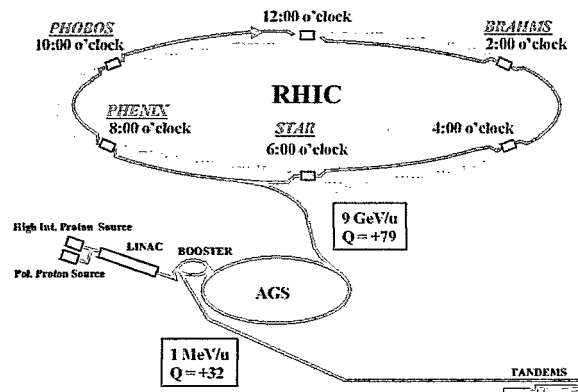 12:00 o'clock
PHOBOS
10:00 o'clock
BRAHMS
2:00 o'clock
RHIC
PHENIX
8:00 o'clock
STAR
6:00 o'clock
4:00 o'clock
9 GeV/u
Q = +79
High Int. Proton Source
LINAC
BOOSTER
Pol. Proton Source
AGS
1 MeV/u
Q = +32
TANDEMS